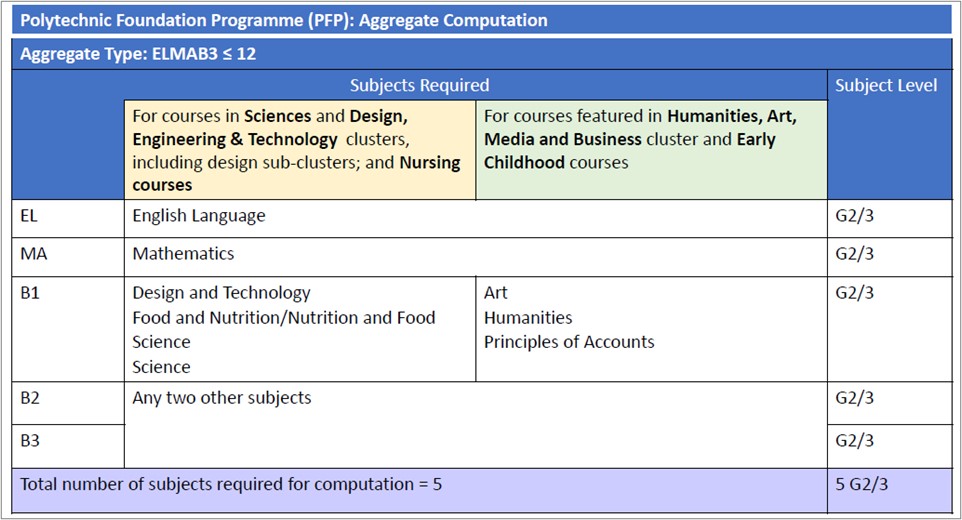 Polytechnic Foundation Programme (PFP): Aggregate Computation
Aggregate Type: ELMAB3 ≤ 12
Subjects Required
Subject Level
For courses in Sciences and Design,
Engineering & Technology clusters,
including design sub-clusters; and Nursing
courses
For courses featured in Humanities, Art,
Media and Business cluster and Early
Childhood courses
EL
English Language
G2/3
MA
Mathematics
G2/3
B1
Design and Technology
Food and Nutrition/Nutrition and Food
Science
Science
Art
Humanities
Principles of Accounts
G2/3
B2
Any two other subjects
G2/3
B3
G2/3
Total number of subjects required for computation = 5
5 G2/3